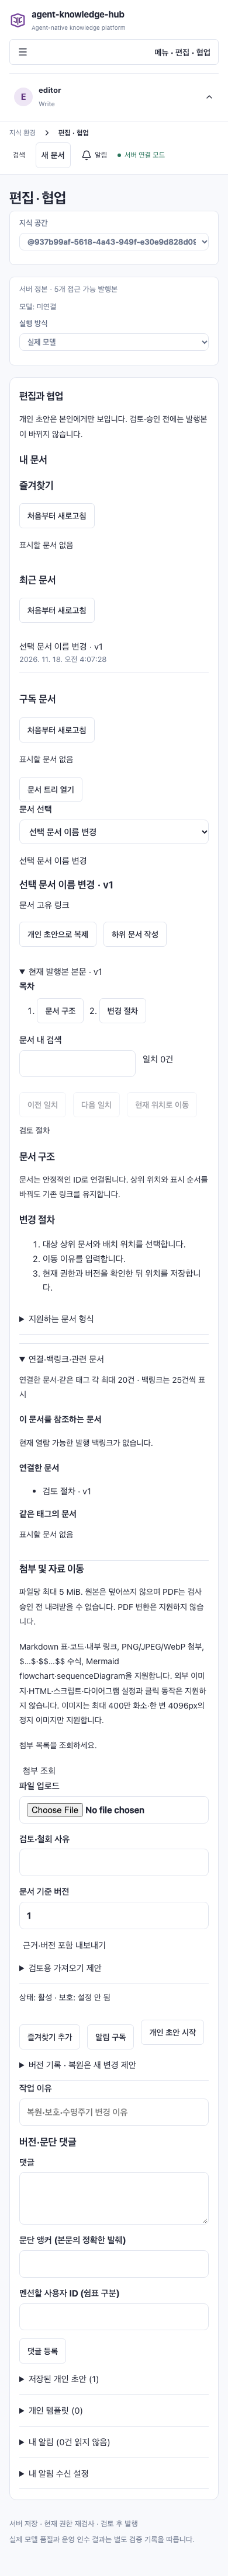 agent-knowledge-hub
Agent-native knowledge platform
메뉴 · 편집 · 협업
E
editor
Write
지식 환경 > 편집 · 협업
검색
새 문서
알림
서버 연결 모드
편집 · 협업
지식 공간
@937b99af-5618-4a43-949f-e30e9d828d09
서버 정본 · 5개 접근 가능 발행본
모델: 미연결
실행 방식
실제 모델
편집과 협업
개인 초안은 본인에게만 보입니다. 검토·승인 전에는 발행본
이 바뀌지 않습니다.
내 문서
즐겨찾기
처음부터 새로고침
표시할 문서 없음
최근 문서
처음부터 새로고침
선택 문서 이름 변경 · v1
2026. 11. 18. 오전 4:07:28
구독 문서
처음부터 새로고침
표시할 문서 없음
문서 트리 열기
문서 선택
선택 문서 이름 변경
선택 문서 이름 변경
선택 문서 이름 변경 · v1
문서 고유 링크
개인 초안으로 복제
하위 문서 작성
▼ 현재 발행본 본문 · v1
목차
1. 문서 구조 2. 변경 절차
문서 내 검색
일치 0건
이전 일치
다음 일치
현재 위치로 이동
검토 절차
문서 구조
문서는 안정적인 ID로 연결됩니다. 상위 위치와 표시 순서를
바꿔도 기존 링크를 유지합니다.
변경 절차
1. 대상 상위 문서와 배치 위치를 선택합니다.
2. 이동 이유를 입력합니다.
3. 현재 권한과 버전을 확인한 뒤 위치를 저장합니
다.
▶ 지원하는 문서 형식
▼ 연결·백링크·관련 문서
연결한 문서·같은 태그 각 최대 20건 · 백링크는 25건씩 표
시
이 문서를 참조하는 문서
현재 열람 가능한 발행 백링크가 없습니다.
연결한 문서
• 검토 절차 · v1
같은 태그의 문서
표시할 문서 없음
첨부 및 자료 이동
파일당 최대 5 MiB. 원본은 덮어쓰지 않으며 PDF는 검사
승인 전 내려받을 수 없습니다. PDF 변환은 지원하지 않습
니다.
Markdown 표·코드·내부 링크, PNG/JPEG/WebP 첨부,
$...$·$$...$$ 수식, Mermaid
flowchart·sequenceDiagram을 지원합니다. 외부 이미
지·HTML·스크립트·다이어그램 설정과 클릭 동작은 지원하
지 않습니다. 이미지는 최대 400만 화소·한 변 4096px의
정지 이미지만 지원합니다.
첨부 목록을 조회하세요.
첨부 조회
파일 업로드
Choose File No file chosen
검토·철회 사유
문서 기준 버전
1
근거·버전 포함 내보내기
▶ 검토용 가져오기 제안
상태: 활성 · 보호: 설정 안 됨
즐겨찾기 추가
알림 구독
개인 초안 시작
▶ 버전 기록 · 복원은 새 변경 제안
작업 이유
복원·보호·수명주기 변경 이유
버전·문단 댓글
댓글
문단 앵커 (본문의 정확한 발췌)
멘션할 사용자 ID (쉼표 구분)
댓글 등록
▶ 저장된 개인 초안 (1)
▶ 개인 템플릿 (0)
▶ 내 알림 (0건 읽지 않음)
▶ 내 알림 수신 설정
서버 저장 · 현재 권한 재검사 · 검토 후 발행
실제 모델 품질과 운영 인수 결과는 별도 검증 기록을 따릅니다.